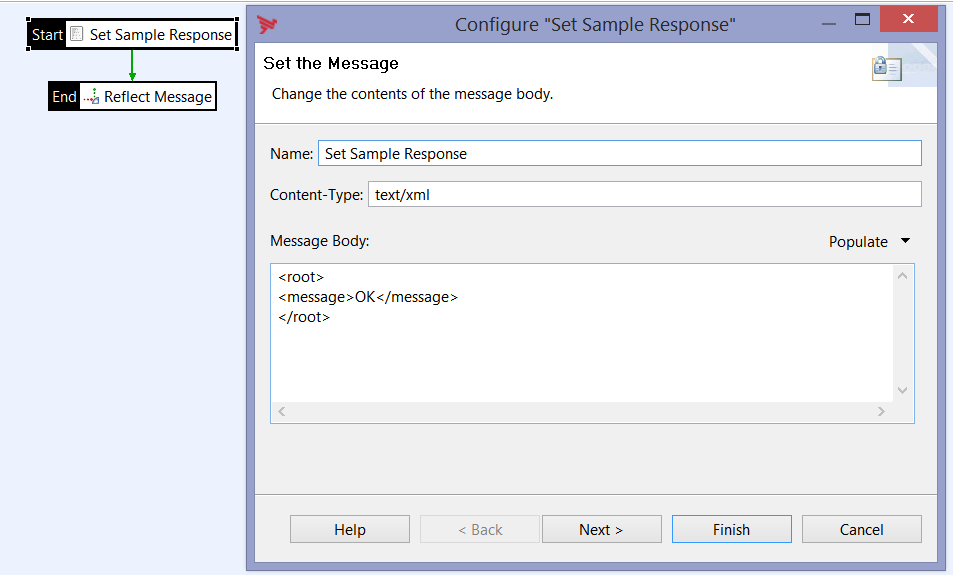 Start Set Sample Response
End Reflect Message
Configure "Set Sample Response"
Set the Message
Change the contents of the message body.
Name: Set Sample Response
Content-Type: text/xml
Message Body: Populate
<root>
<message>OK</message>
</root>
Help < Back Next > Finish Cancel